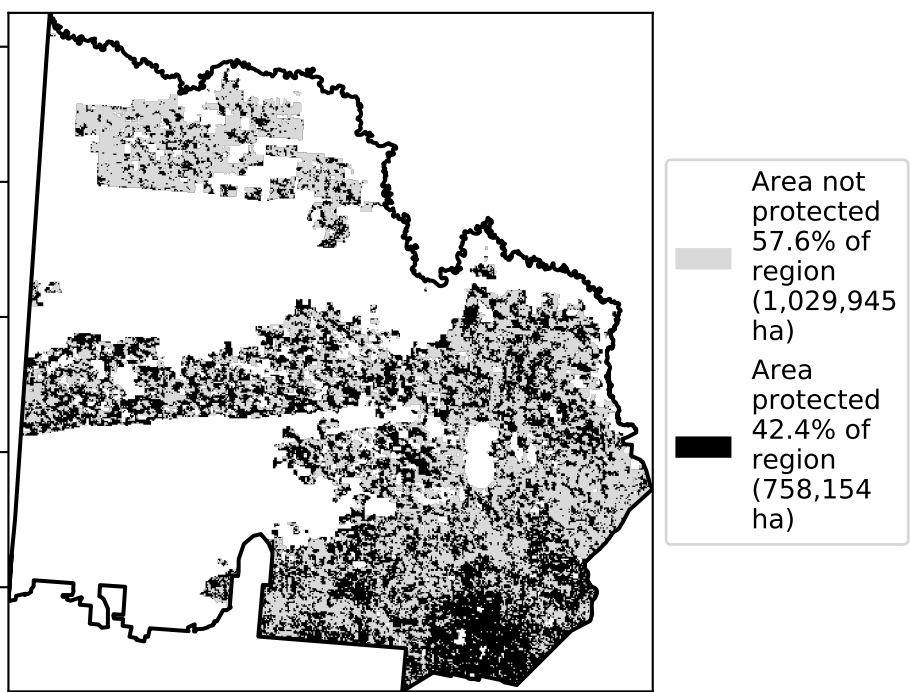 Area not
protected
57.6% of
region
(1,029,945
ha)
Area
protected
42.4% of
region
(758,154
ha)